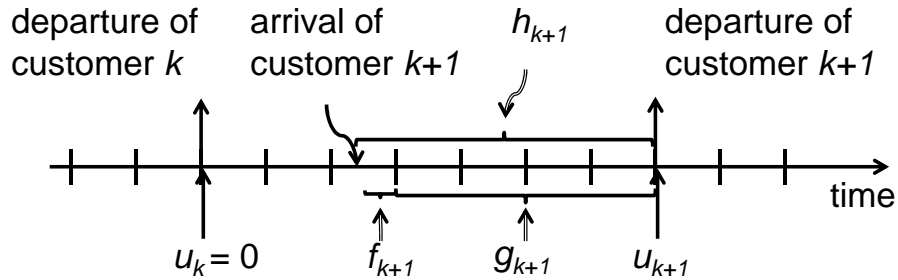 departure of
customer k
arrival of
customer k+1
h_{k+1}
departure of
customer k+1
time
u_k = 0
f_{k+1}
g_{k+1}
u_{k+1}